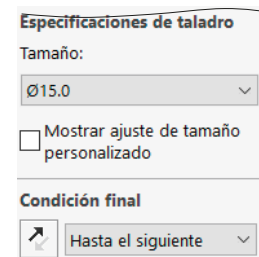 Especificaciones de taladro
Tamaño:
Ø15.0
Mostrar ajuste de tamaño
personalizado
Condición final
Hasta el siguiente